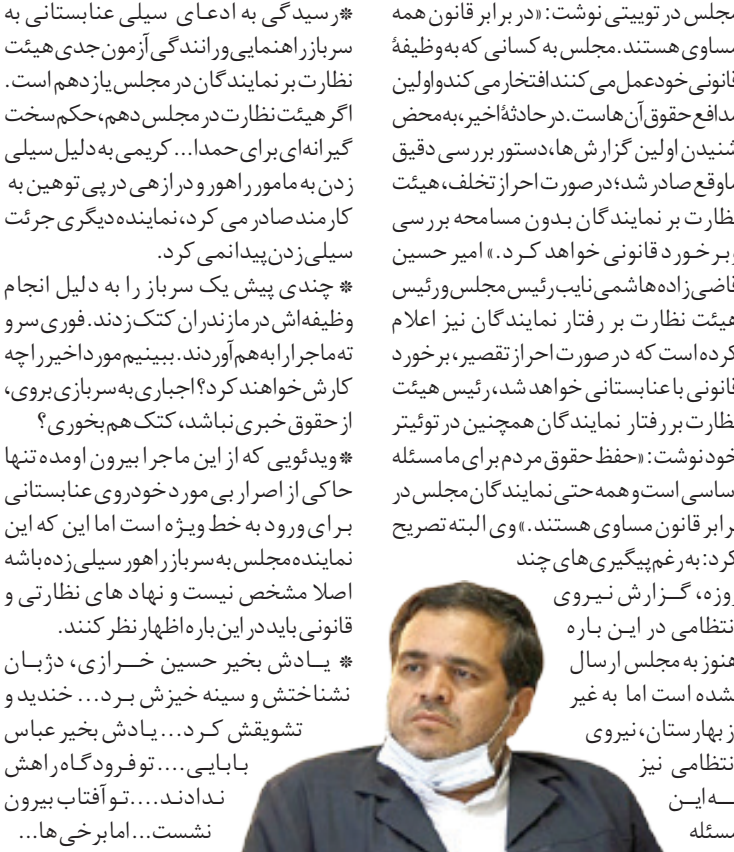 مجلس در توییتی نوشت: «در برابر قانون همه
مساوی هستند. مجلس به کسانی که به وظیفهٔ
قانونی خود عمل می کنند افتخار می کند و اولین
مدافع حقوق آن هاست. در حادثهٔ اخیر، به محض
شنیدن اولین گزارش ها، دستور بررسی دقیق
ماوقع صادر شد؛ در صورت احراز تخلف، هیئت
نظارت بر نمایندگان بدون مسامحه بررسی
وبرخورد قانونی خواهد کرد.» امیر حسین
قاضی زاده هاشمی نایب رئیس مجلس ورئیس
هیئت نظارت بر رفتار نمایندگان نیز اعلام
کرده است که در صورت احراز تقصیر، برخورد
قانونی با عنابستانی خواهد شد، رئیس هیئت
نظارت بر رفتار نمایندگان همچنین در توئیتر
خود نوشت: «حفظ حقوق مردم برای ما مسئله
اساسی است و همه حتی نمایندگان مجلس در
برابر قانون مساوی هستند.» وی البته تصریح
کرد: به رغم پیگیری های چند
روزه، گزارش نیروی
انتظامی در این باره
هنوز به مجلس ارسال
نشده است اما به غیر
از بهارستان، نیروی
انتظامی نیز
به این
مسئله
* رسیدگی به ادعای سیلی عنابستانی به
سرباز راهنمایی ورانندگی آزمون جدی هیئت
نظارت بر نمایندگان در مجلس یازدهم است.
اگر هیئت نظارت در مجلس دهم، حکم سخت
گیرانه‌ای برای حمدا... کریمی به دلیل سیلی
زدن به مامور راهور و درازهی در پی توهین به
کارمند صادر می کرد، نماینده دیگری جرئت
سیلی زدن پیدا نمی کرد.
* چندی پیش یک سرباز را به دلیل انجام
وظیفه‌اش در مازندران کتک زدند. فوری سر و
ته ماجرا را به هم آوردند. ببینیم مورد اخیر را چه
کارش خواهند کرد؟ اجباری به سربازی بروی،
از حقوق خبری نباشد، کتک هم بخوری؟
* ویدئویی که از این ماجرا بیرون اومده تنها
حاکی از اصرار بی مورد خودروی عنابستانی
برای ورود به خط ویژه است اما این که این
نماینده مجلس به سرباز راهور سیلی زده باشه
اصلا مشخص نیست و نهاد های نظارتی و
قانونی باید در این باره اظهار نظر کنند.
* یادش بخیر حسین خرازی، دژبان
نشناختش و سینه خیزش برد... خندید و
تشویقش کرد... یادش بخیر عباس
بابایی.... تو فرودگاه راهش
ندادند....تو آفتاب بیرون
نشست... اما برخی ها...